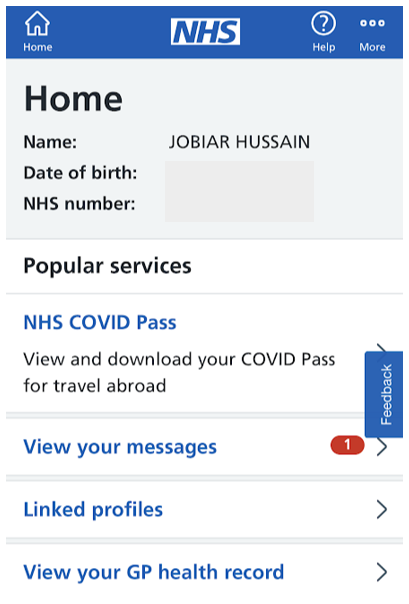 NHS
Home Help More
Home
Name: JOBIAR HUSSAIN
Date of birth:
NHS number:
Popular services
NHS COVID Pass
View and download your COVID Pass
for travel abroad
Feedback
View your messages 1
Linked profiles
View your GP health record